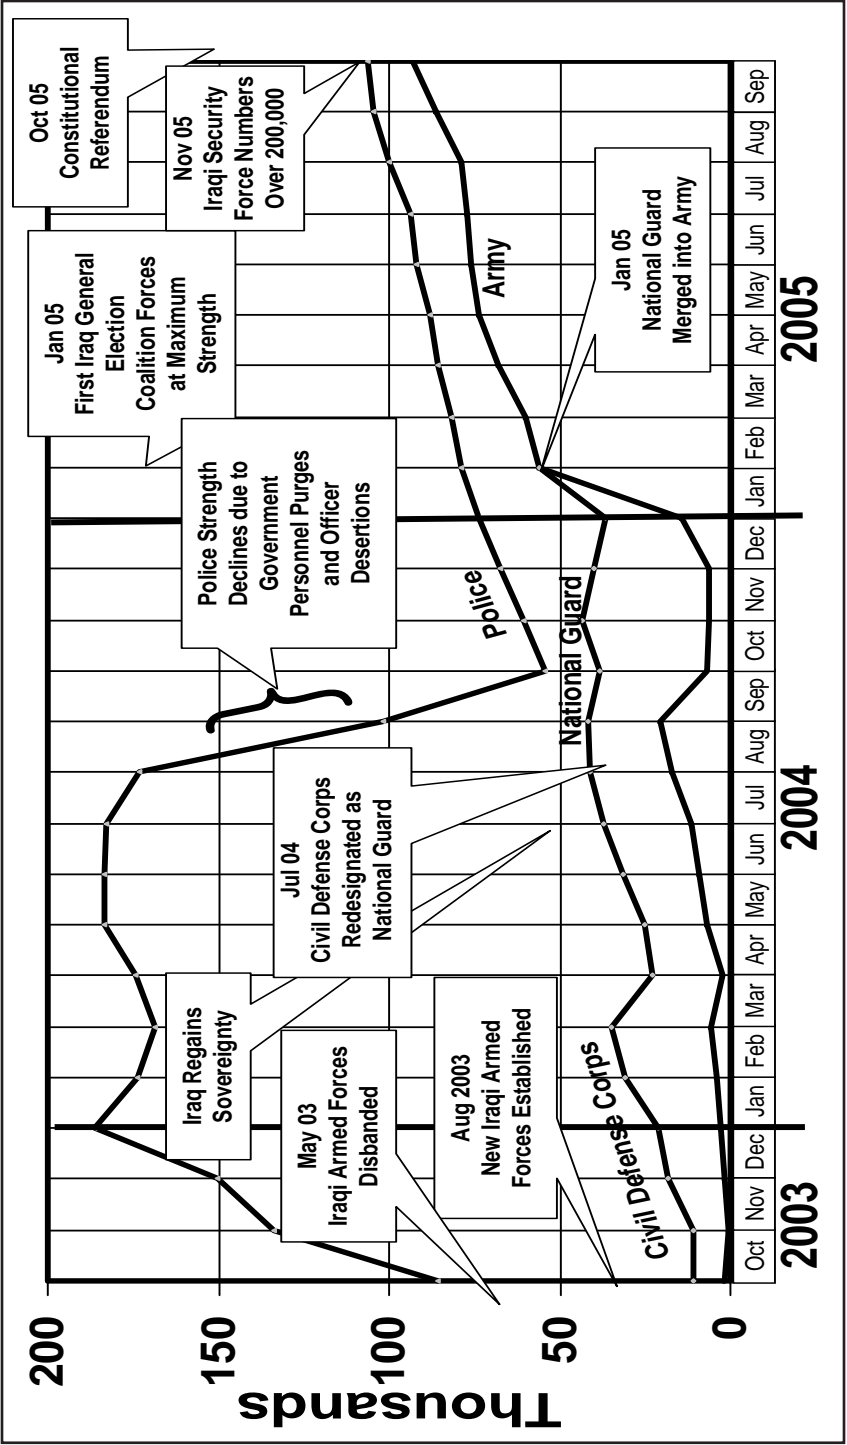 Thousands
200
150
100
50
0
May 03
Iraqi Armed Forces
Disbanded
Aug 2003
New Iraqi Armed
Forces Established
Iraq Regains
Sovereignty
Jul 04
Civil Defense Corps
Redesignated as
National Guard
Police Strength
Declines due to
Government
Personnel Purges
and Officer
Desertions
Jan 05
First Iraq General
Election
Coalition Forces
at Maximum
Strength
Oct 05
Constitutional
Referendum
Nov 05
Iraqi Security
Force Numbers
Over 200,000
Jan 05
National Guard
Merged into Army
Civil Defense Corps
National Guard
Police
Army
Oct Nov Dec Jan Feb Mar Apr May Jun Jul Aug Sep Oct Nov Dec Jan Feb Mar Apr May Jun Jul Aug Sep
2003 2004 2005